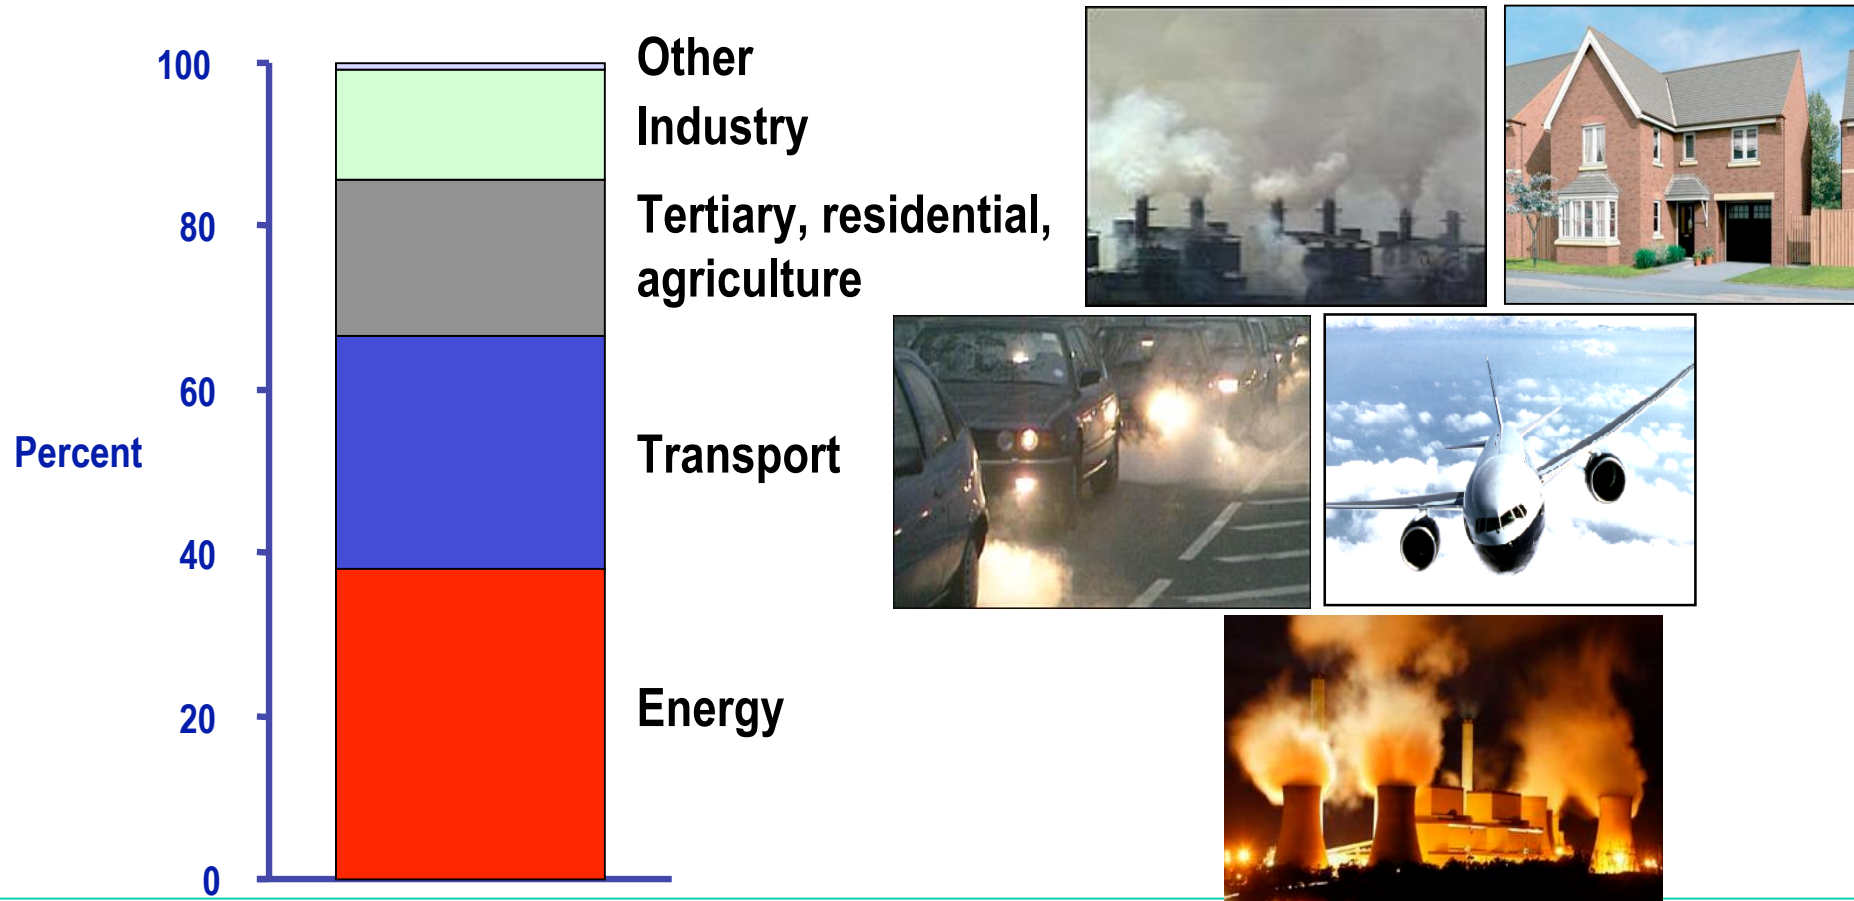 100
80
60
40
20
0
Percent
Other
Industry
Tertiary, residential,
agriculture
Transport
Energy